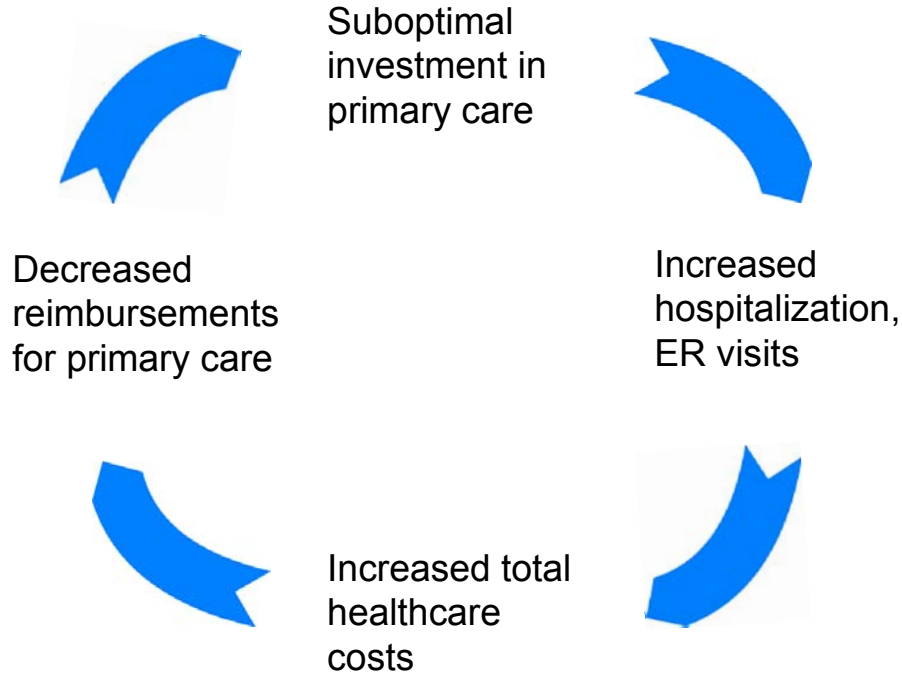 Suboptimal
investment in
primary care
Decreased
reimbursements
for primary care
Increased
hospitalization,
ER visits
Increased total
healthcare
costs